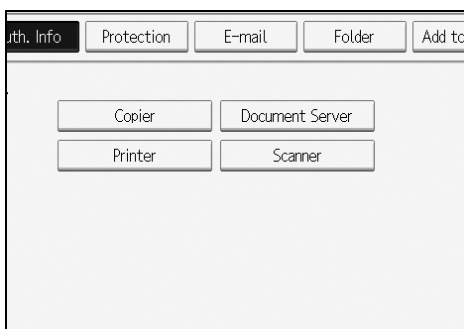 uth. Info Protection E-mail Folder Add to
Copier Document Server
Printer Scanner